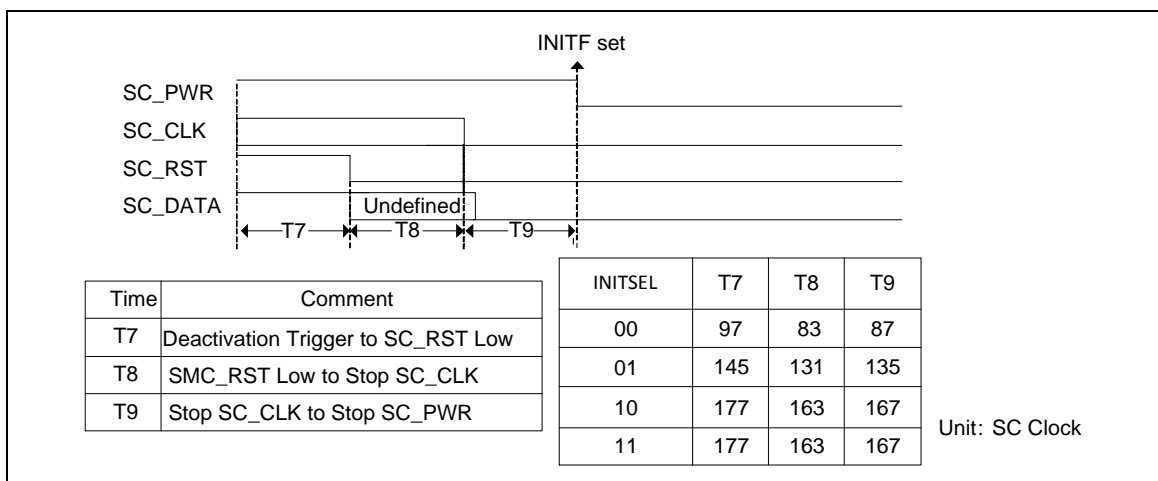 INITF set
SC_PWR
SC_CLK
SC_RST
SC_DATA
Undefined
T7 T8 T9
Time Comment
T7 Deactivation Trigger to SC_RST Low
T8 SMC_RST Low to Stop SC_CLK
T9 Stop SC_CLK to Stop SC_PWR
INITSEL T7 T8 T9
00 97 83 87
01 145 131 135
10 177 163 167
11 177 163 167
Unit: SC Clock